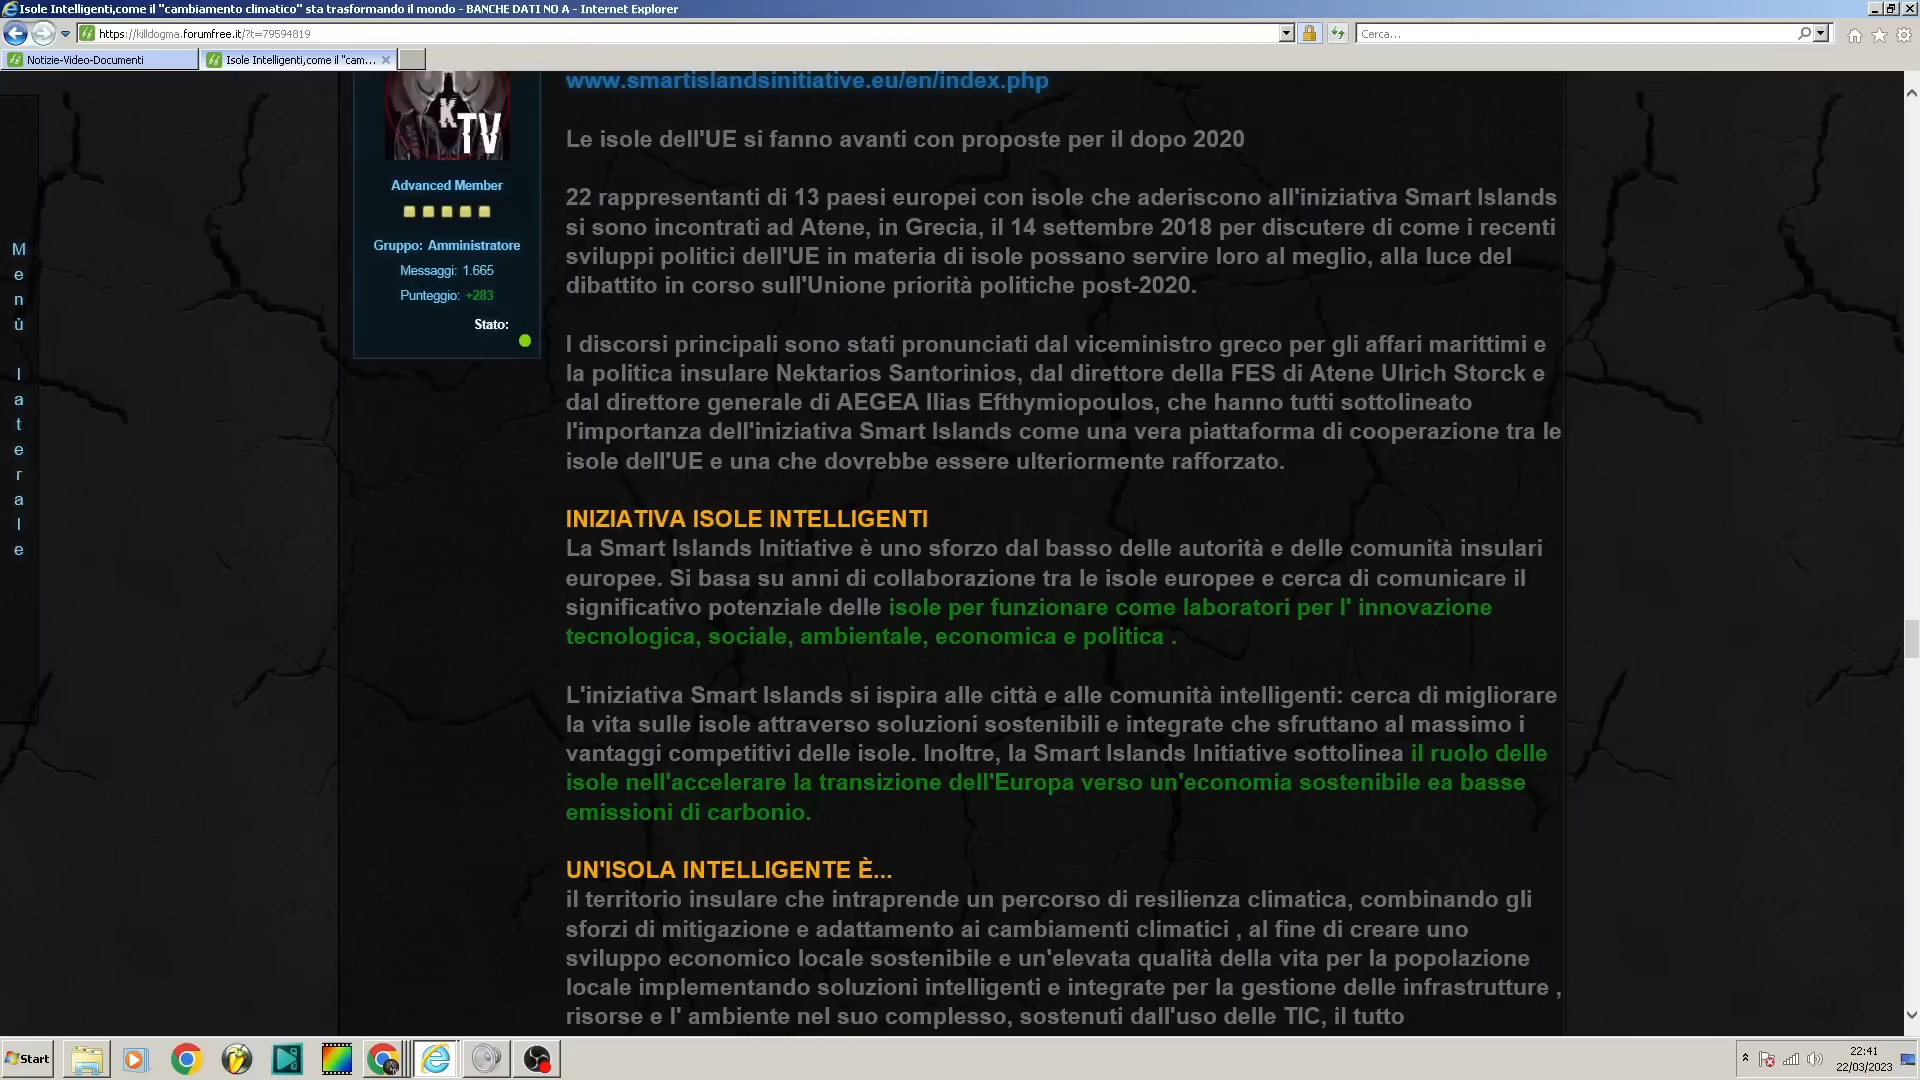 Isole Intelligenti,come il "cambiamento climatico" sta trasformando il mondo - BANCHE DATI NO A - Internet Explorer
https://killdogma.forumfree.it/?t=79594819
Cerca...
Notizie-Video-Documenti
Isole Intelligenti,come il "cam...
Menù laterale
K TV
Advanced Member
Gruppo: Amministratore
Messaggi: 1.665
Punteggio: +283
Stato:
www.smartislandsinitiative.eu/en/index.php
Le isole dell'UE si fanno avanti con proposte per il dopo 2020
22 rappresentanti di 13 paesi europei con isole che aderiscono all'iniziativa Smart Islands
si sono incontrati ad Atene, in Grecia, il 14 settembre 2018 per discutere di come i recenti
sviluppi politici dell'UE in materia di isole possano servire loro al meglio, alla luce del
dibattito in corso sull'Unione priorità politiche post-2020.
I discorsi principali sono stati pronunciati dal viceministro greco per gli affari marittimi e
la politica insulare Nektarios Santorinios, dal direttore della FES di Atene Ulrich Storck e
dal direttore generale di AEGEA Ilias Efthymiopoulos, che hanno tutti sottolineato
l'importanza dell'iniziativa Smart Islands come una vera piattaforma di cooperazione tra le
isole dell'UE e una che dovrebbe essere ulteriormente rafforzato.
INIZIATIVA ISOLE INTELLIGENTI
La Smart Islands Initiative è uno sforzo dal basso delle autorità e delle comunità insulari
europee. Si basa su anni di collaborazione tra le isole europee e cerca di comunicare il
significativo potenziale delle isole per funzionare come laboratori per l' innovazione
tecnologica, sociale, ambientale, economica e politica .
L'iniziativa Smart Islands si ispira alle città e alle comunità intelligenti: cerca di migliorare
la vita sulle isole attraverso soluzioni sostenibili e integrate che sfruttano al massimo i
vantaggi competitivi delle isole. Inoltre, la Smart Islands Initiative sottolinea il ruolo delle
isole nell'accelerare la transizione dell'Europa verso un'economia sostenibile ea basse
emissioni di carbonio.
UN'ISOLA INTELLIGENTE È...
il territorio insulare che intraprende un percorso di resilienza climatica, combinando gli
sforzi di mitigazione e adattamento ai cambiamenti climatici , al fine di creare uno
sviluppo economico locale sostenibile e un'elevata qualità della vita per la popolazione
locale implementando soluzioni intelligenti e integrate per la gestione delle infrastrutture ,
risorse e l' ambiente nel suo complesso, sostenuti dall'uso delle TIC, il tutto
Start
22:41
22/03/2023